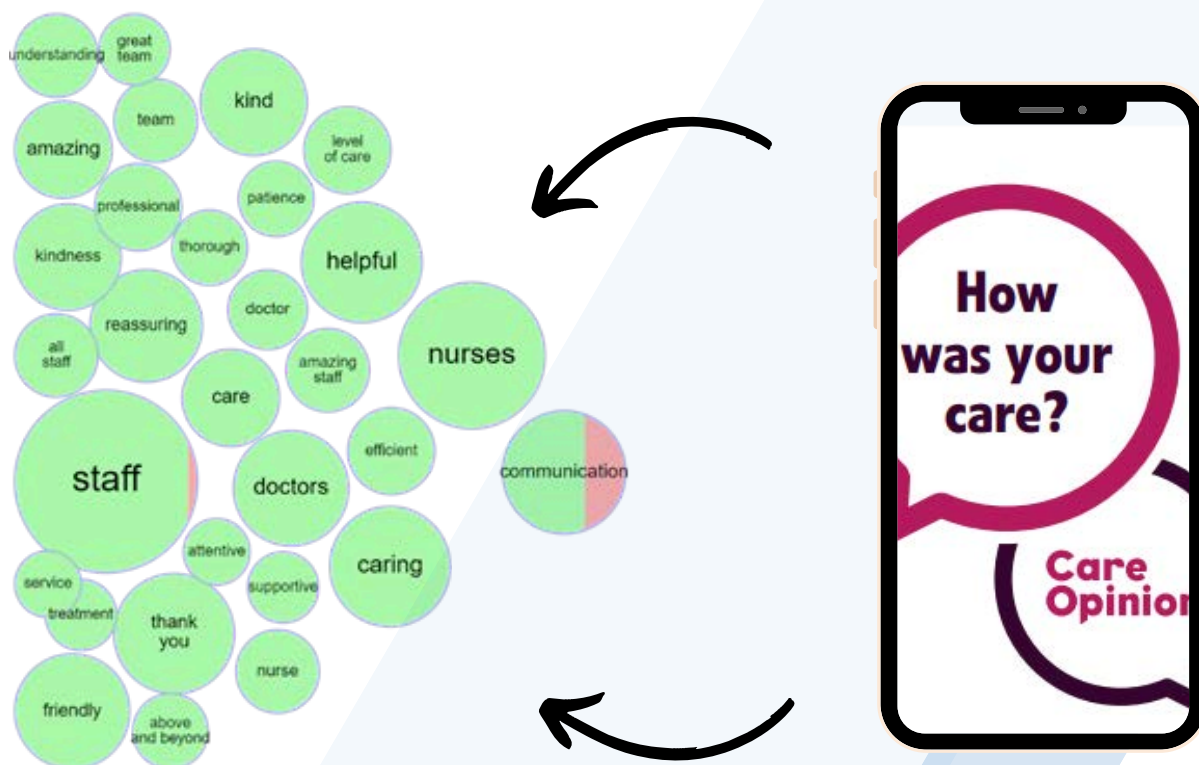 understanding
great
team
kind
team
amazing
level
of care
patience
professional
thorough
kindness
helpful
doctor
reassuring
all
staff
nurses
amazing
staff
care
efficient
communication
staff
doctors
attentive
caring
service
supportive
treatment
thank
you
nurse
friendly
above
and beyond
How
was your
care?
Care
Opinion